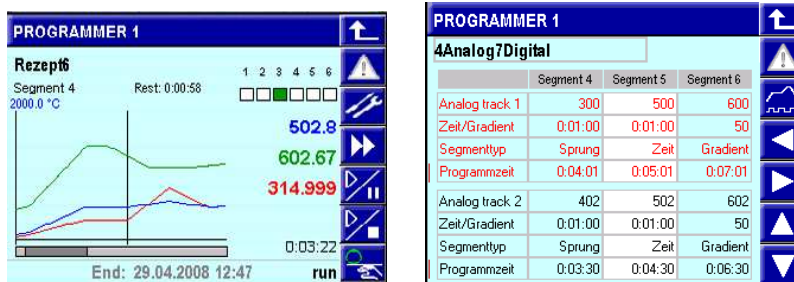 PROGRAMMER 1
Rezept6
1 2 3 4 5 6
Segment 4 Rest: 0:00:58
2000.0 °C
502.8
602.67
314.999
0:03:22
End: 29.04.2008 12:47 run
PROGRAMMER 1
4Analog7Digital
Segment 4 Segment 5 Segment 6
Analog track 1 300 500 600
Zeit/Gradient 0:01:00 0:01:00 50
Segmenttyp Sprung Zeit Gradient
Programmzeit 0:04:01 0:05:01 0:07:01
Analog track 2 402 502 602
Zeit/Gradient 0:01:00 0:01:00 50
Segmenttyp Sprung Zeit Gradient
Programmzeit 0:03:30 0:04:30 0:06:30